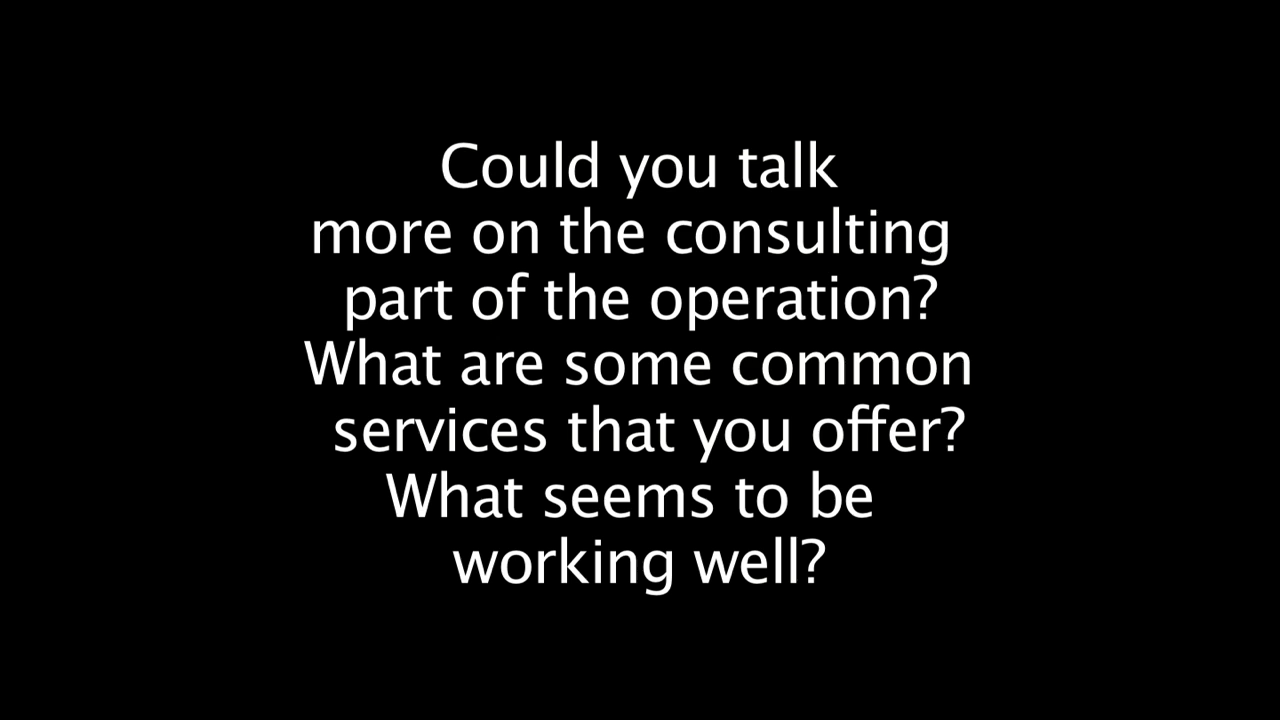 Could you talk
more on the consulting
part of the operation?
What are some common
services that you offer?
What seems to be
working well?